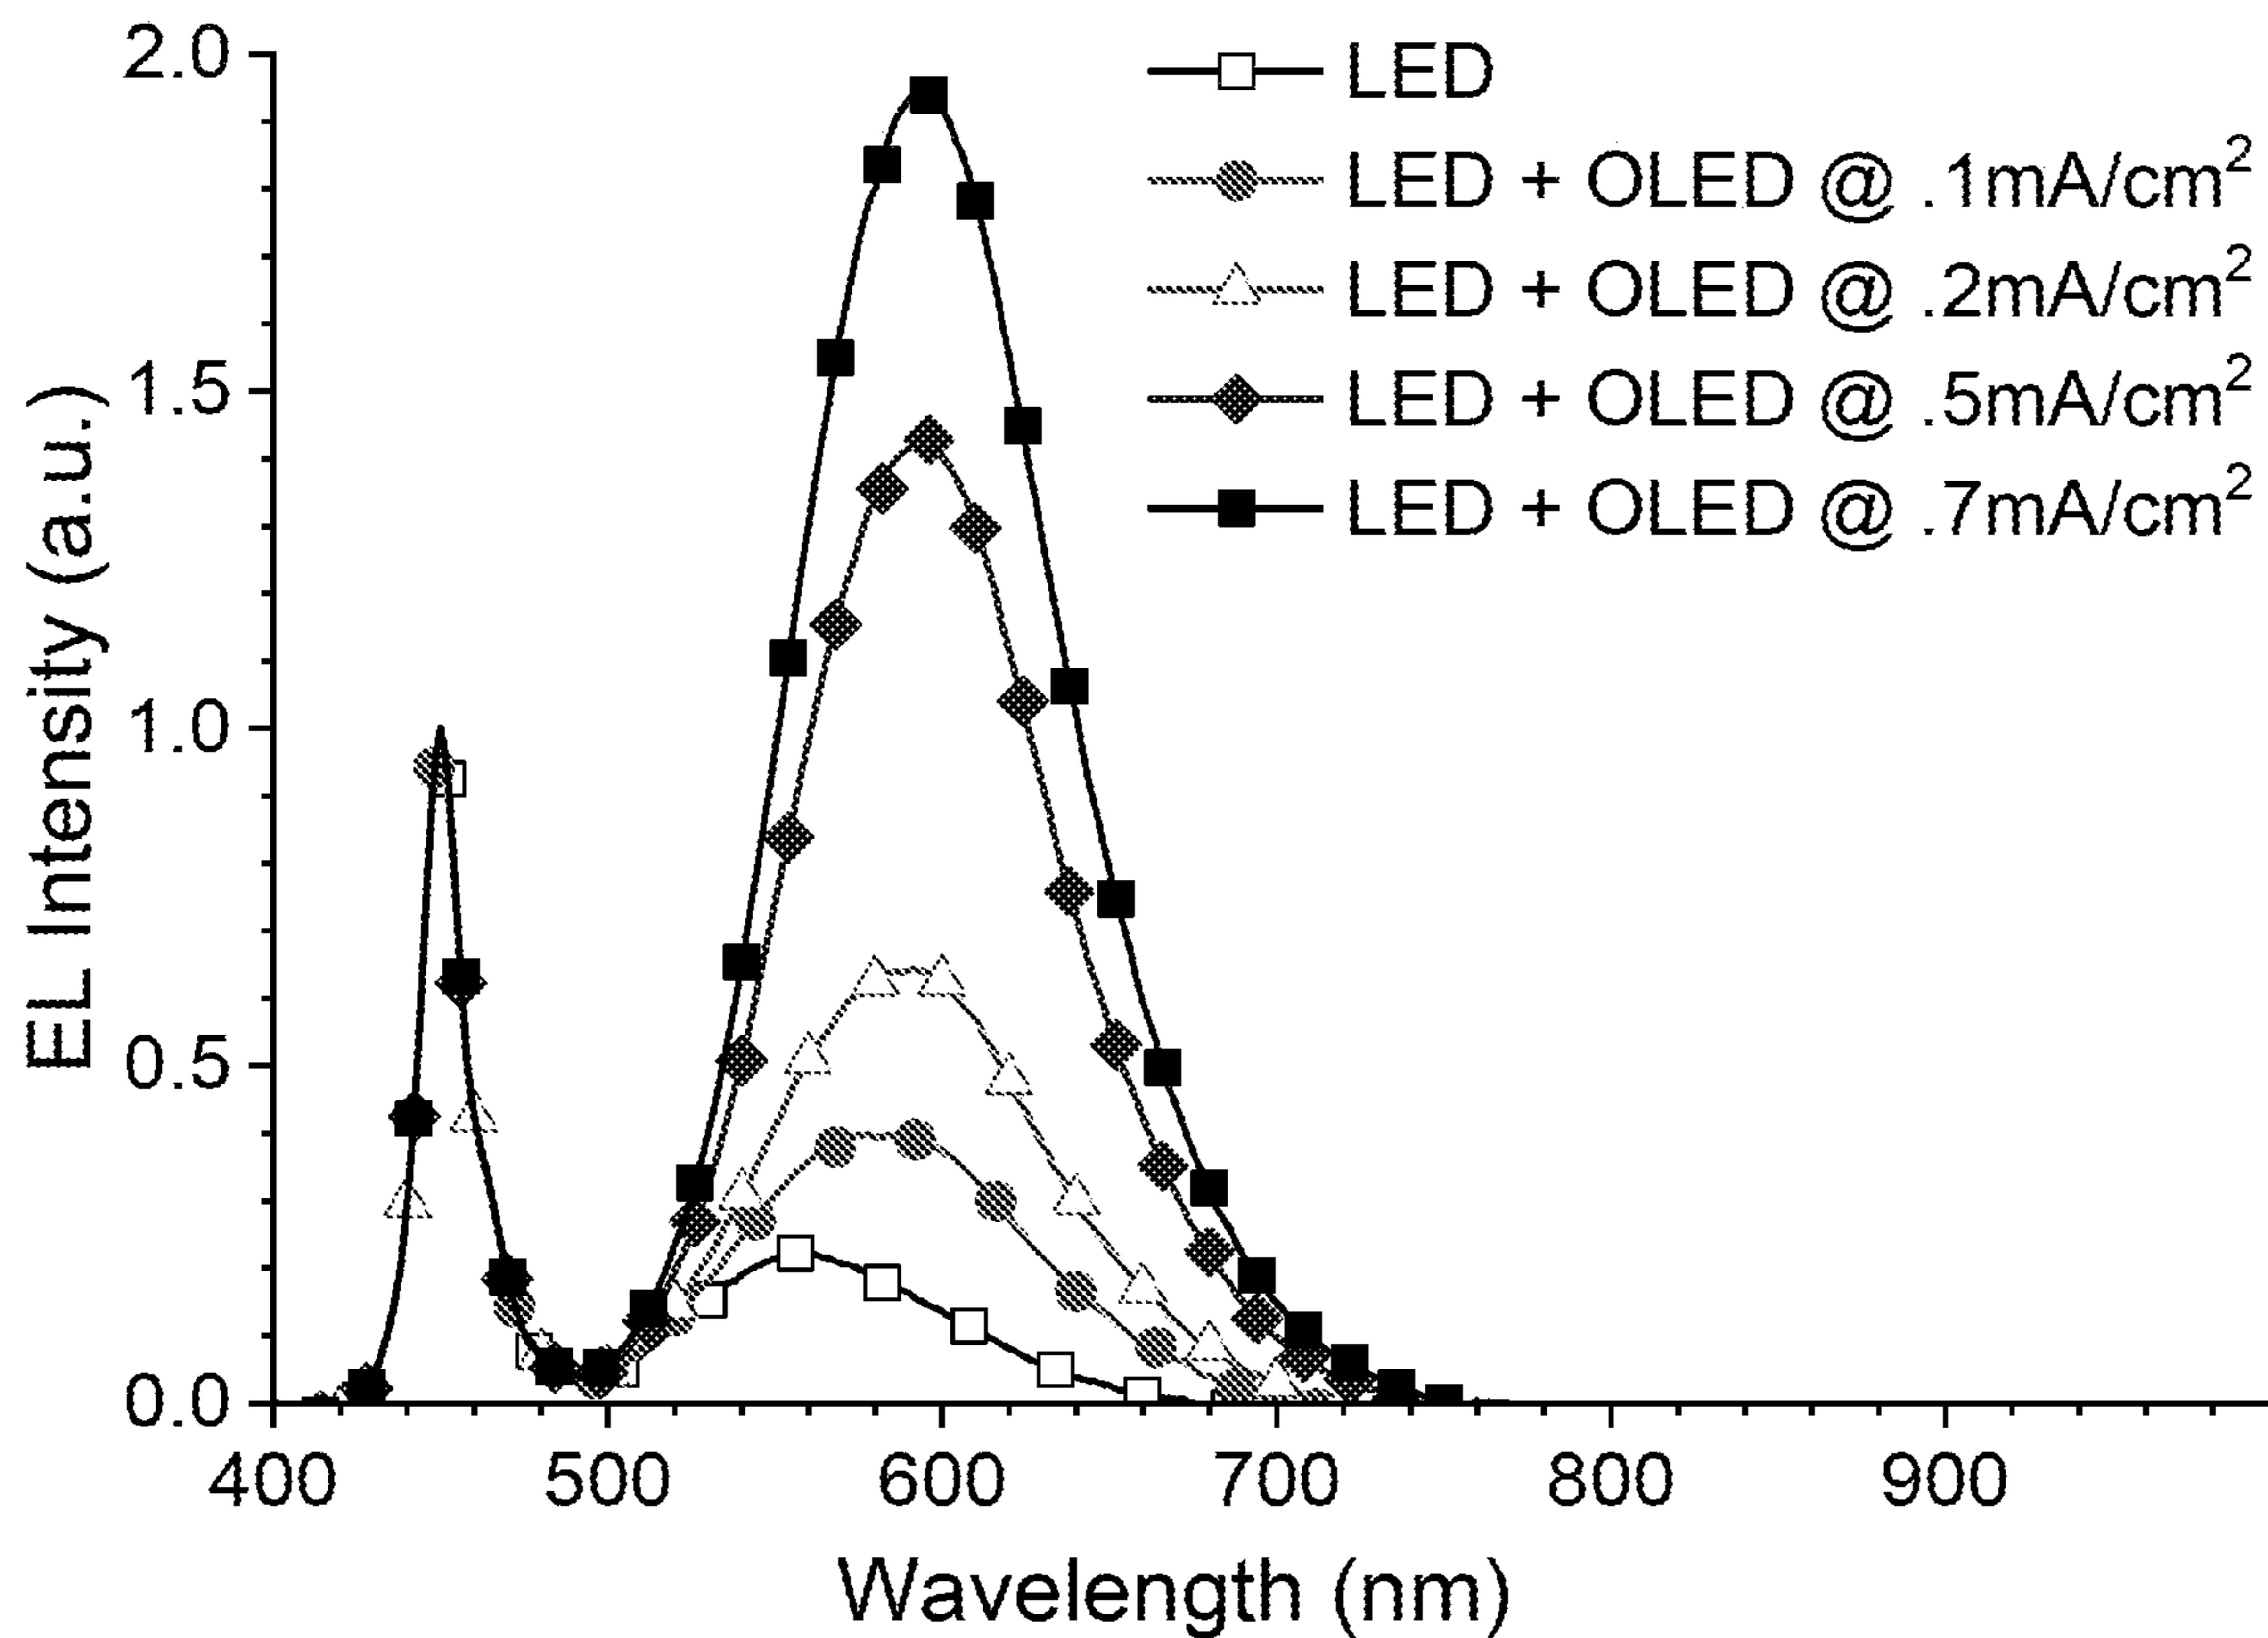 2.0
1.5
1.0
0.5
0.0
EL Intensity (a.u.)
LED
LED + OLED @ .1mA/cm²
LED + OLED @ .2mA/cm²
LED + OLED @ .5mA/cm²
LED + OLED @ .7mA/cm²
400 500 600 700 800 900
Wavelength (nm)